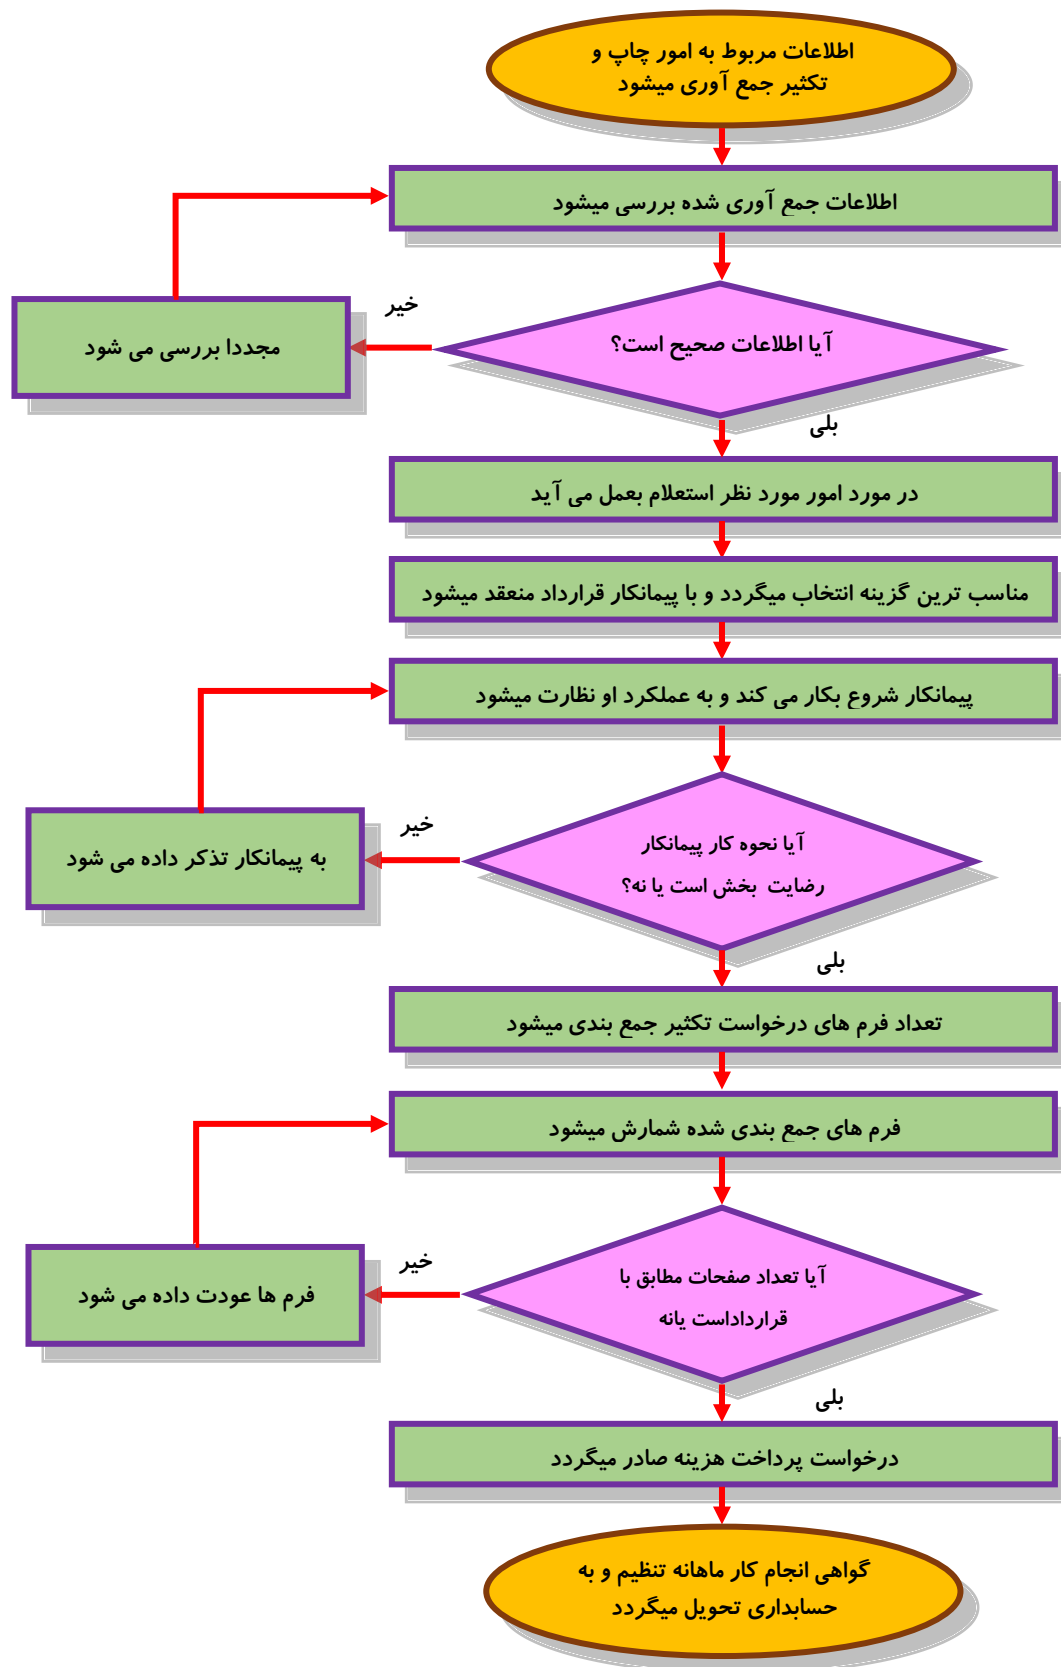 اطلاعات مربوط به امور چاپ و
تکثیر جمع آوری میشود
اطلاعات جمع آوری شده بررسی میشود
خیر
مجددا بررسی می شود
آیا اطلاعات صحیح است؟
بلی
در مورد امور مورد نظر استعلام بعمل می آید
مناسب ترین گزینه انتخاب میگردد و با پیمانکار قرارداد منعقد میشود
پیمانکار شروع بکار می کند و به عملکرد او نظارت میشود
خیر
آیا نحوه کار پیمانکار
رضایت بخش است یا نه؟
به پیمانکار تذکر داده می شود
بلی
تعداد فرم های درخواست تکثیر جمع بندی میشود
فرم های جمع بندی شده شمارش میشود
خیر
آیا تعداد صفحات مطابق با
قرارداداست یانه
فرم ها عودت داده می شود
بلی
درخواست پرداخت هزینه صادر میگردد
گواهی انجام کار ماهانه تنظیم و به
حسابداری تحویل میگردد